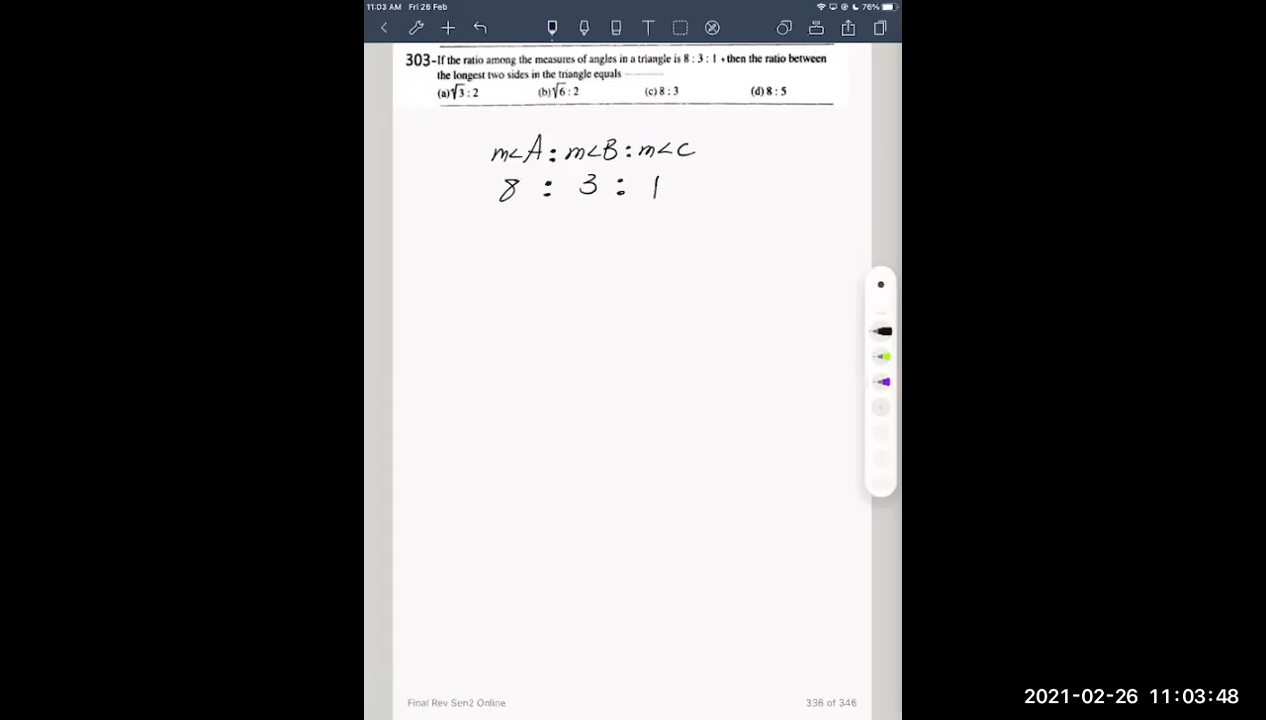 11:03 AM Fri 26 Feb 76%
303- If the ratio among the measures of angles in a triangle is 8 : 3 : 1 , then the ratio between
the longest two sides in the triangle equals ..............
(a) √3 : 2 (b) √6 : 2 (c) 8 : 3 (d) 8 : 5
m∠A : m∠B : m∠C
8 : 3 : 1
Final Rev Sen2 Online 336 of 346
2021-02-26 11:03:48